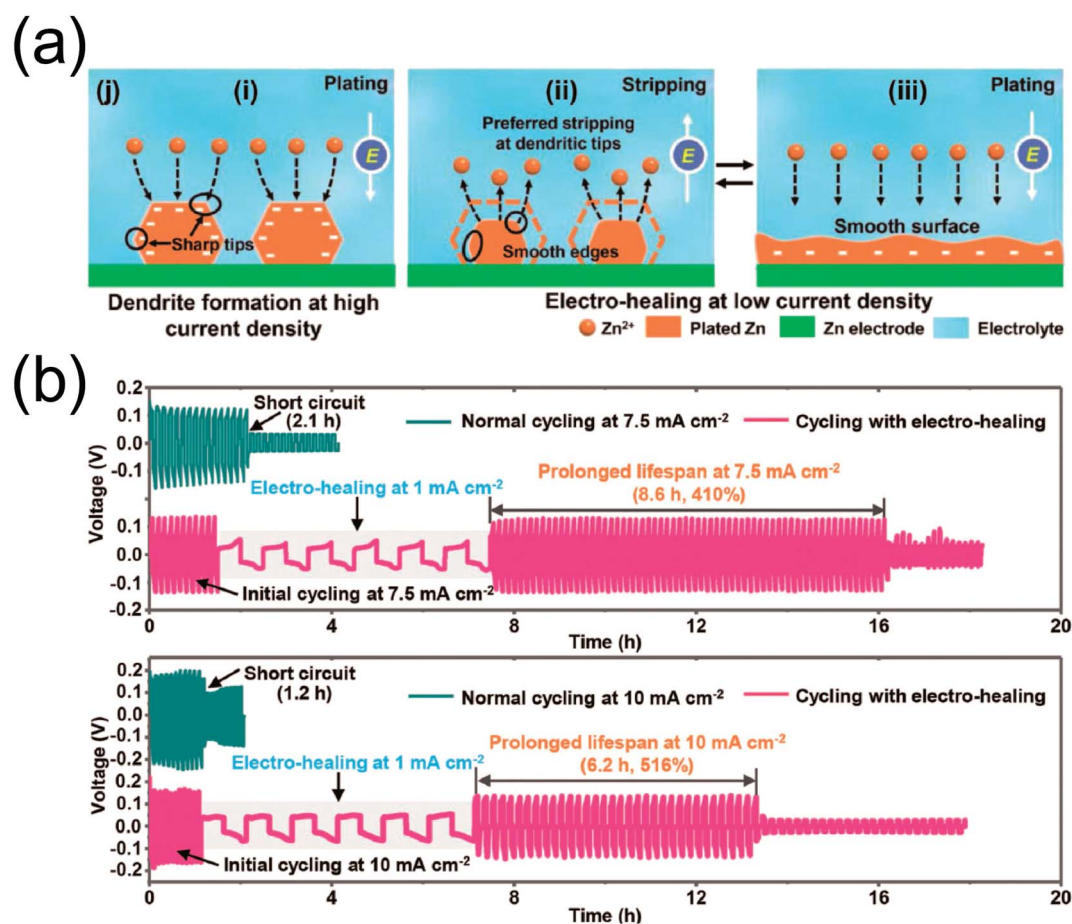 (a)
(j)
(i)
Plating
E
Sharp tips
(ii)
Stripping
Preferred stripping
at dendritic tips
E
Smooth edges
(iii)
Plating
E
Smooth surface
Dendrite formation at high
current density
Electro-healing at low current density
Zn²⁺
Plated Zn
Zn electrode
Electrolyte
(b)
Voltage (V)
0.2
0.1
0.0
-0.1
0.1
0.0
-0.1
-0.2
Short circuit
(2.1 h)
Normal cycling at 7.5 mA cm⁻²
Cycling with electro-healing
Electro-healing at 1 mA cm⁻²
Prolonged lifespan at 7.5 mA cm⁻²
(8.6 h, 410%)
Initial cycling at 7.5 mA cm⁻²
0 4 8 12 16 20
Time (h)
Voltage (V)
0.2
0.1
0.0
-0.1
-0.2
0.2
0.1
0.0
-0.1
-0.2
Short circuit
(1.2 h)
Normal cycling at 10 mA cm⁻²
Cycling with electro-healing
Electro-healing at 1 mA cm⁻²
Prolonged lifespan at 10 mA cm⁻²
(6.2 h, 516%)
Initial cycling at 10 mA cm⁻²
0 4 8 12 16 20
Time (h)